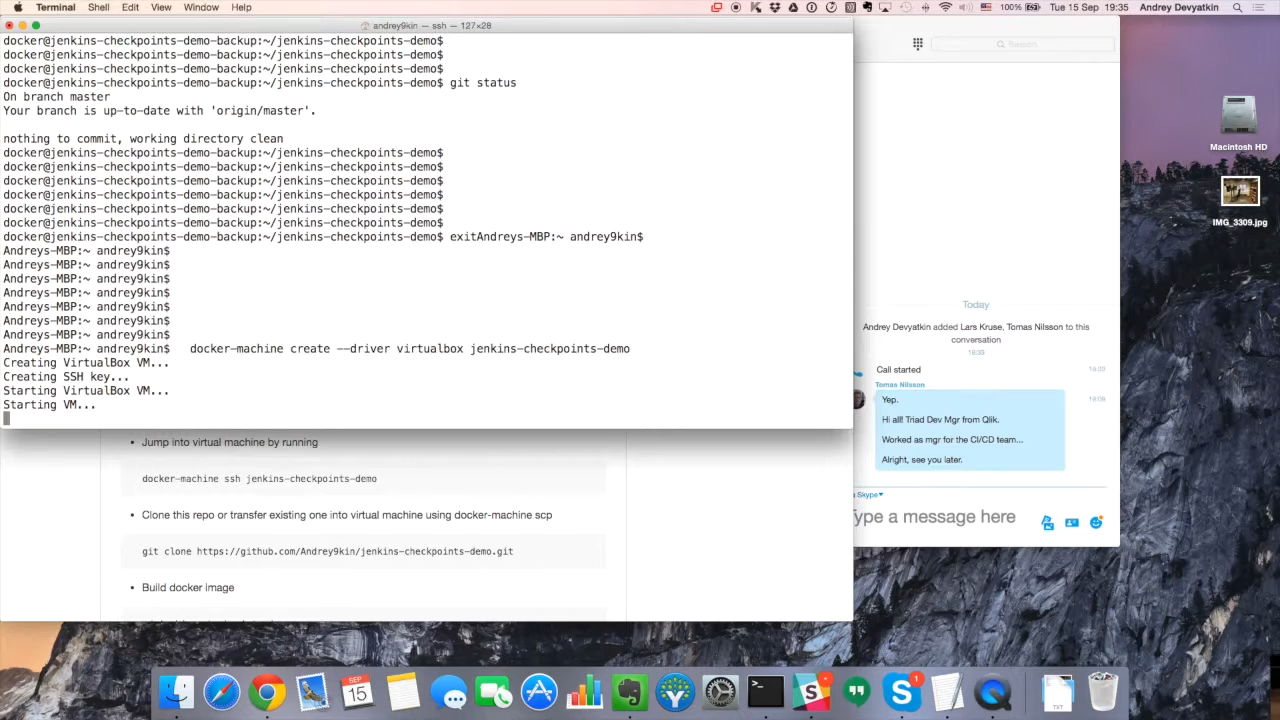 Terminal Shell Edit View Window Help 100% Tue 15 Sep 19:35 Andrey Devyatkin
andrey9kin — ssh — 127×28
docker@jenkins-checkpoints-demo-backup:~/jenkins-checkpoints-demo$
docker@jenkins-checkpoints-demo-backup:~/jenkins-checkpoints-demo$
docker@jenkins-checkpoints-demo-backup:~/jenkins-checkpoints-demo$
docker@jenkins-checkpoints-demo-backup:~/jenkins-checkpoints-demo$ git status
On branch master
Your branch is up-to-date with 'origin/master'.
nothing to commit, working directory clean
docker@jenkins-checkpoints-demo-backup:~/jenkins-checkpoints-demo$
docker@jenkins-checkpoints-demo-backup:~/jenkins-checkpoints-demo$
docker@jenkins-checkpoints-demo-backup:~/jenkins-checkpoints-demo$
docker@jenkins-checkpoints-demo-backup:~/jenkins-checkpoints-demo$
docker@jenkins-checkpoints-demo-backup:~/jenkins-checkpoints-demo$
docker@jenkins-checkpoints-demo-backup:~/jenkins-checkpoints-demo$
docker@jenkins-checkpoints-demo-backup:~/jenkins-checkpoints-demo$ exitAndreys-MBP:~ andrey9kin$
Andreys-MBP:~ andrey9kin$
Andreys-MBP:~ andrey9kin$
Andreys-MBP:~ andrey9kin$
Andreys-MBP:~ andrey9kin$
Andreys-MBP:~ andrey9kin$
Andreys-MBP:~ andrey9kin$
Andreys-MBP:~ andrey9kin$
Andreys-MBP:~ andrey9kin$ docker-machine create --driver virtualbox jenkins-checkpoints-demo
Creating VirtualBox VM...
Creating SSH key...
Starting VirtualBox VM...
Starting VM...
• Jump into virtual machine by running
docker-machine ssh jenkins-checkpoints-demo
• Clone this repo or transfer existing one into virtual machine using docker-machine scp
git clone https://github.com/Andrey9kin/jenkins-checkpoints-demo.git
• Build docker image
Search
Today
Andrey Devyatkin added Lars Kruse, Tomas Nilsson to this
conversation
Call started
Tomas Nilsson
Yep.
Hi all! Triad Dev Mgr from Qlik.
Worked as mgr for the CI/CD team...
Alright, see you later.
Skype
Type a message here
Macintosh HD
IMG_3309.jpg
SEP
15
1
TXT